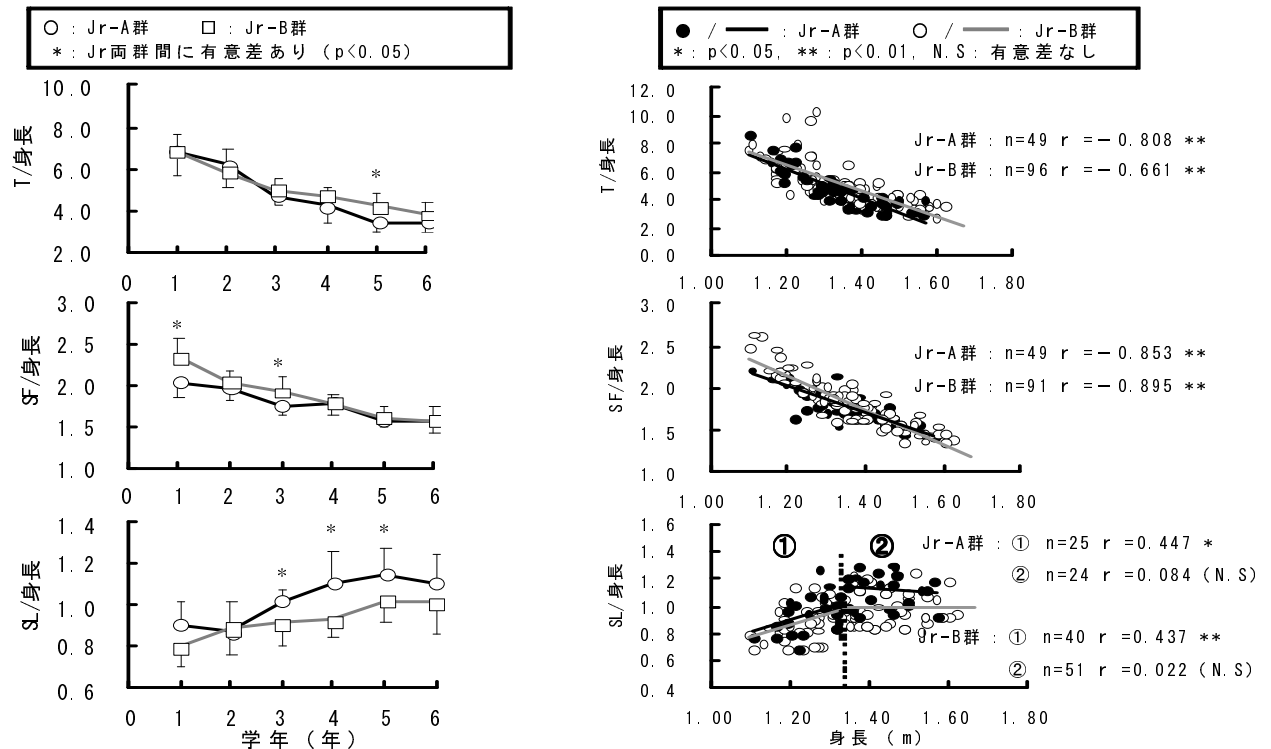 ○ : Jr-A群 □ : Jr-B群
* : Jr両群間に有意差あり (p<0.05)
T/身長
10.0
8.0
6.0
4.0
2.0
*
0 1 2 3 4 5 6
SF/身長
3.0
2.5
2.0
1.5
1.0
* *
0 1 2 3 4 5 6
SL/身長
1.4
1.2
1.0
0.8
0.6
* * *
0 1 2 3 4 5 6
学年 (年)
● / ━ : Jr-A群 ○ / ━ : Jr-B群
* : p<0.05, ** : p<0.01, N.S : 有意差なし
T/身長
12.0
10.0
8.0
6.0
4.0
2.0
0.0
Jr-A群 : n=49 r =-0.808 **
Jr-B群 : n=96 r =-0.661 **
1.00 1.20 1.40 1.60 1.80
SF/身長
3.0
2.5
2.0
1.5
1.0
Jr-A群 : n=49 r =-0.853 **
Jr-B群 : n=91 r =-0.895 **
1.00 1.20 1.40 1.60 1.80
SL/身長
1.6
1.4
1.2
1.0
0.8
0.6
0.4
① ②
Jr-A群 : ① n=25 r =0.447 *
② n=24 r =0.084 (N.S)
Jr-B群 : ① n=40 r =0.437 **
② n=51 r =0.022 (N.S)
1.00 1.20 1.40 1.60 1.80
身長 (m)